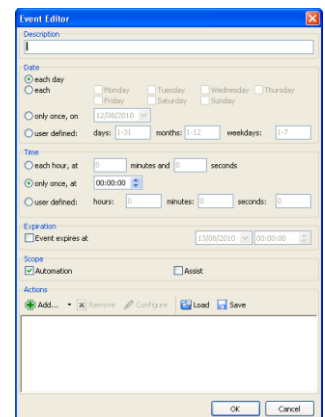 Event Editor
Description
Date
each day
each Monday Tuesday Wednesday Thursday
Friday Saturday Sunday
only once, on 12/08/2010
user defined: days: 1-31 months: 1-12 weekdays: 1-7
Time
each hour, at 0 minutes and 0 seconds
only once, at 00:00:00
user defined: hours: 0 minutes: 0 seconds: 0
Expiration
Event expires at 13/08/2010 00:00:00
Scope
Automation Assist
Actions
Add... Remove Configure Load Save
OK Cancel